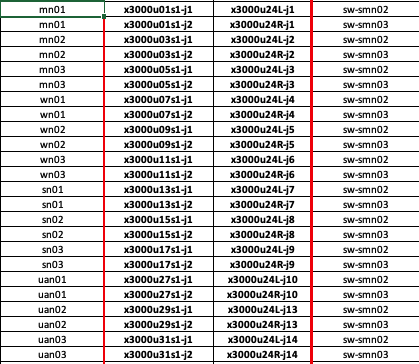 mn01 x3000u01s1-j1 x3000u24L-j1 sw-smn02
mn01 x3000u01s1-j2 x3000u24R-j1 sw-smn03
mn02 x3000u03s1-j1 x3000u24L-j2 sw-smn02
mn02 x3000u03s1-j2 x3000u24R-j2 sw-smn03
mn03 x3000u05s1-j1 x3000u24L-j3 sw-smn02
mn03 x3000u05s1-j2 x3000u24R-j3 sw-smn03
wn01 x3000u07s1-j1 x3000u24L-j4 sw-smn02
wn01 x3000u07s1-j2 x3000u24R-j4 sw-smn03
wn02 x3000u09s1-j1 x3000u24L-j5 sw-smn02
wn02 x3000u09s1-j2 x3000u24R-j5 sw-smn03
wn03 x3000u11s1-j1 x3000u24L-j6 sw-smn02
wn03 x3000u11s1-j2 x3000u24R-j6 sw-smn03
sn01 x3000u13s1-j1 x3000u24L-j7 sw-smn02
sn01 x3000u13s1-j2 x3000u24R-j7 sw-smn03
sn02 x3000u15s1-j1 x3000u24L-j8 sw-smn02
sn02 x3000u15s1-j2 x3000u24R-j8 sw-smn03
sn03 x3000u17s1-j1 x3000u24L-j9 sw-smn02
sn03 x3000u17s1-j2 x3000u24R-j9 sw-smn03
uan01 x3000u27s1-j1 x3000u24L-j10 sw-smn02
uan01 x3000u27s1-j2 x3000u24R-j10 sw-smn03
uan02 x3000u29s1-j1 x3000u24L-j13 sw-smn02
uan02 x3000u29s1-j2 x3000u24R-j13 sw-smn03
uan03 x3000u31s1-j1 x3000u24L-j14 sw-smn02
uan03 x3000u31s1-j2 x3000u24R-j14 sw-smn03